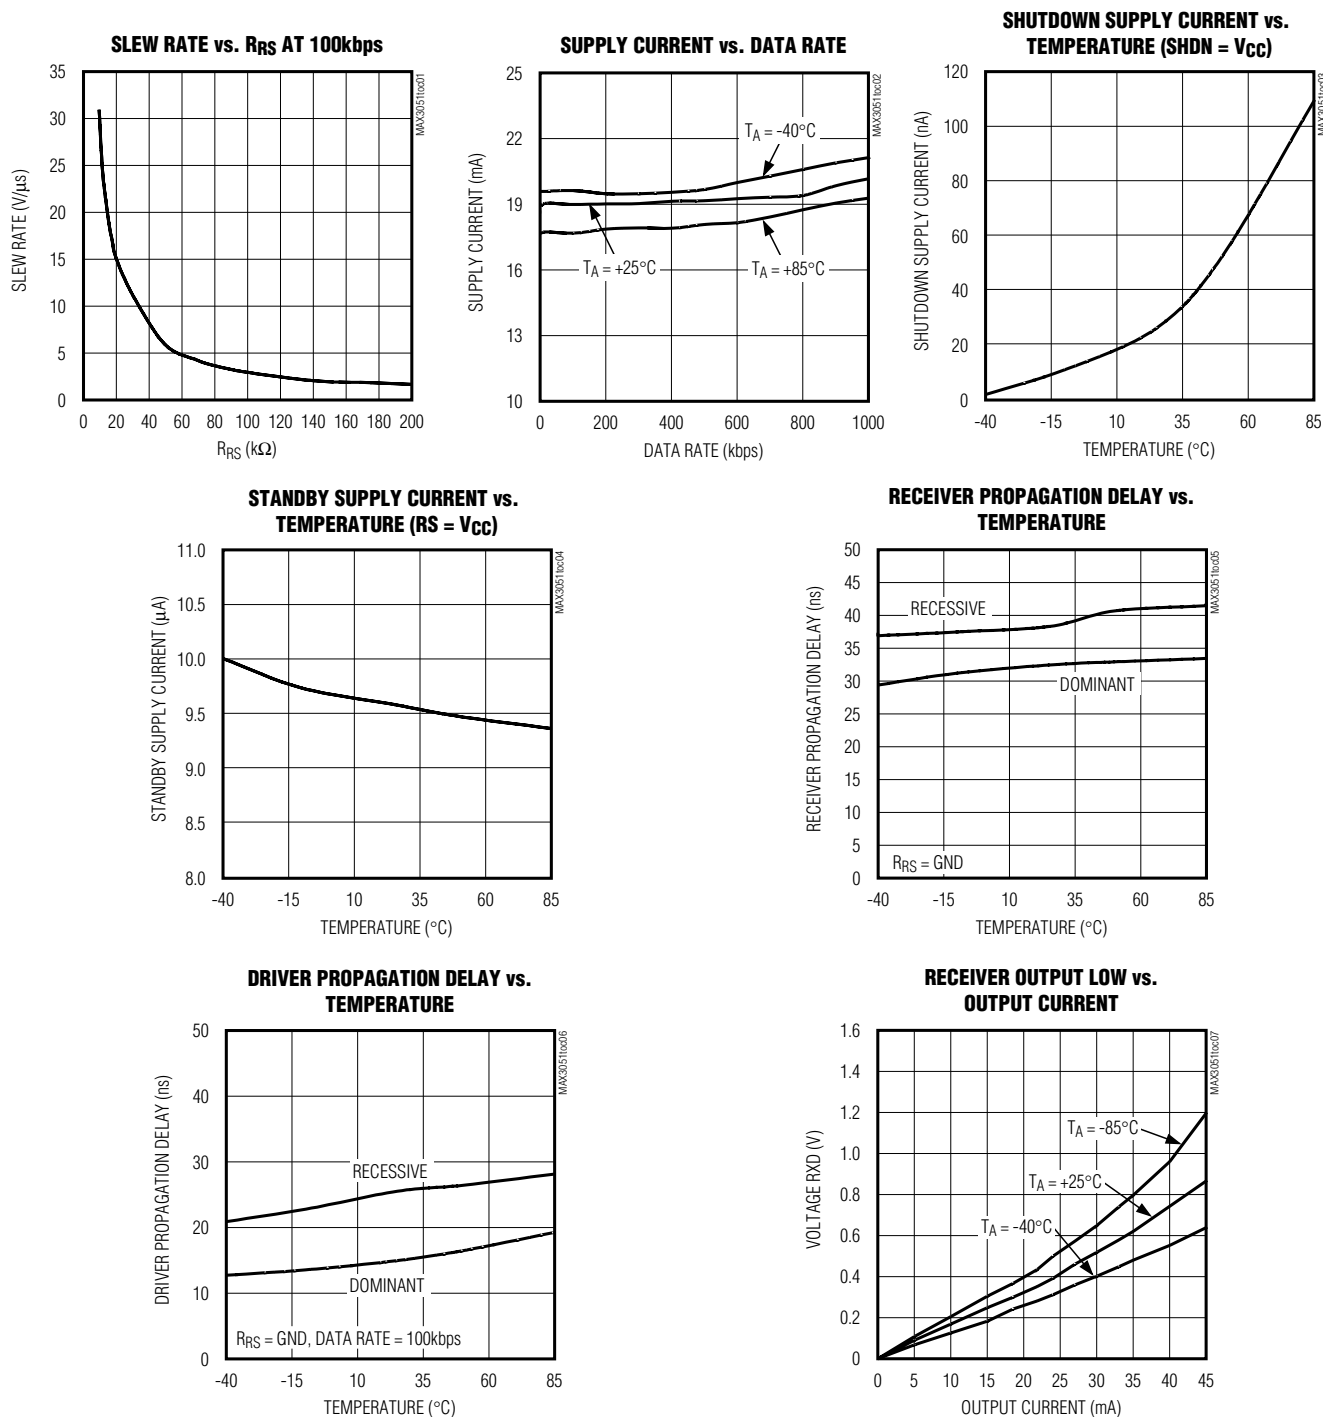 SLEW RATE vs. RRS AT 100kbps
35
30
25
20
15
10
5
0
SLEW RATE (V/µs)
0 20 40 60 80 100 120 140 160 180 200
RRS (kΩ)
MAX3051toc01
SUPPLY CURRENT vs. DATA RATE
25
22
19
16
13
10
SUPPLY CURRENT (mA)
TA = -40°C
TA = +25°C
TA = +85°C
0 200 400 600 800 1000
DATA RATE (kbps)
MAX3051toc02
SHUTDOWN SUPPLY CURRENT vs.
TEMPERATURE (SHDN = VCC)
120
100
80
60
40
20
0
SHUTDOWN SUPPLY CURRENT (nA)
-40 -15 10 35 60 85
TEMPERATURE (°C)
MAX3051toc03
STANDBY SUPPLY CURRENT vs.
TEMPERATURE (RS = VCC)
11.0
10.5
10.0
9.5
9.0
8.5
8.0
STANDBY SUPPLY CURRENT (µA)
-40 -15 10 35 60 85
TEMPERATURE (°C)
MAX3051toc04
RECEIVER PROPAGATION DELAY vs.
TEMPERATURE
50
45
40
35
30
25
20
15
10
5
0
RECEIVER PROPAGATION DELAY (ns)
RECESSIVE
DOMINANT
RRS = GND
-40 -15 10 35 60 85
TEMPERATURE (°C)
MAX3051toc05
DRIVER PROPAGATION DELAY vs.
TEMPERATURE
50
40
30
20
10
0
DRIVER PROPAGATION DELAY (ns)
RECESSIVE
DOMINANT
RRS = GND, DATA RATE = 100kbps
-40 -15 10 35 60 85
TEMPERATURE (°C)
MAX3051toc06
RECEIVER OUTPUT LOW vs.
OUTPUT CURRENT
1.6
1.4
1.2
1.0
0.8
0.6
0.4
0.2
0
VOLTAGE RXD (V)
TA = -85°C
TA = +25°C
TA = -40°C
0 5 10 15 20 25 30 35 40 45
OUTPUT CURRENT (mA)
MAX3051toc07